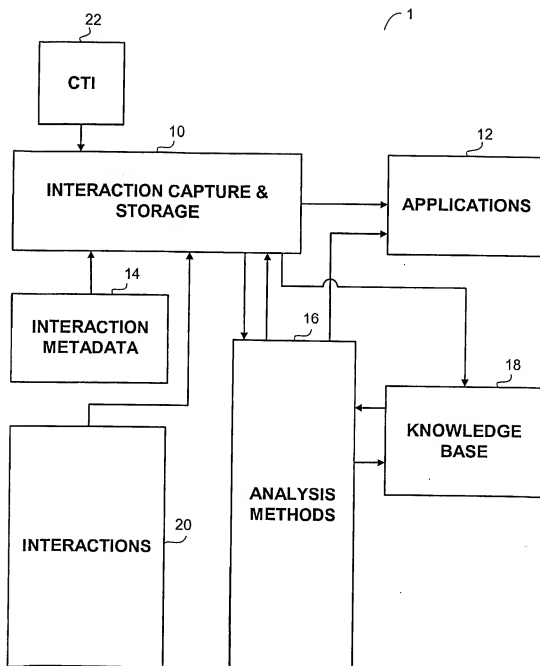 1
22
CTI
10
INTERACTION CAPTURE &
STORAGE
12
APPLICATIONS
14
INTERACTION
METADATA
16
ANALYSIS
METHODS
18
KNOWLEDGE
BASE
20
INTERACTIONS